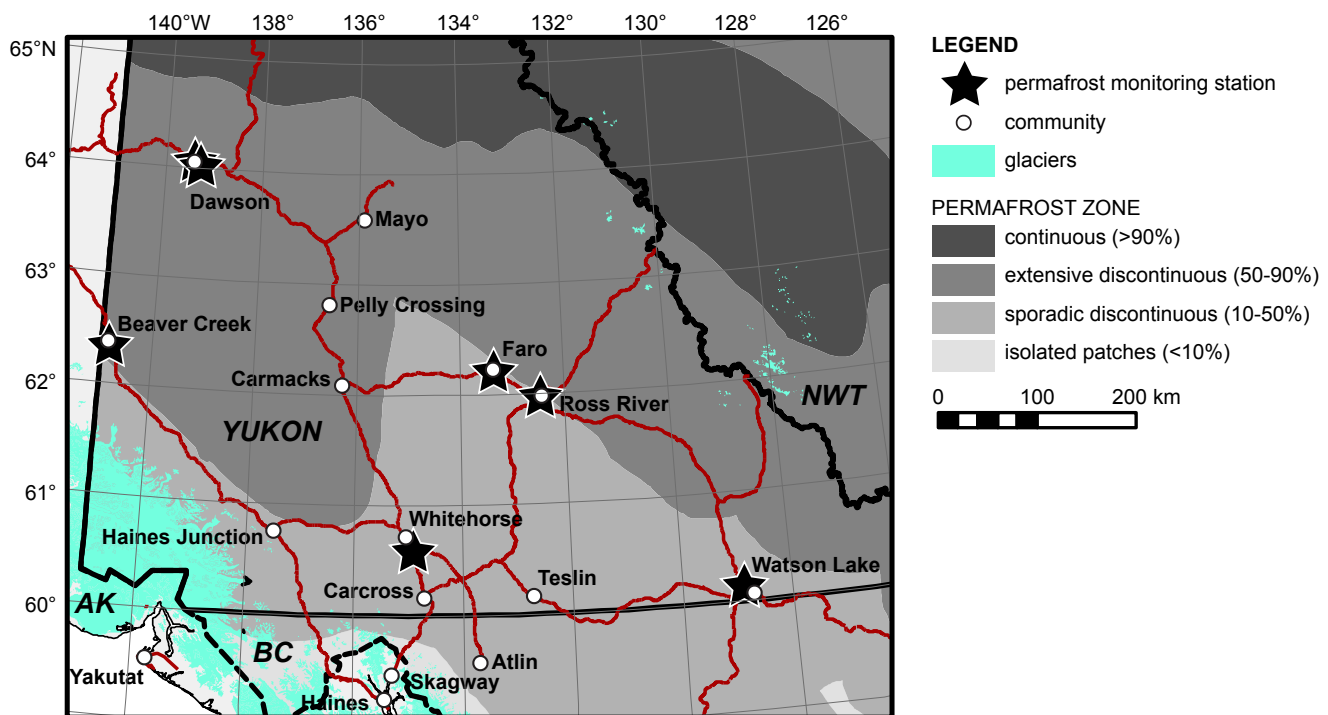 140°W 138° 136° 134° 132° 130° 128° 126°
65°N
64°
63°
62°
61°
60°
Dawson
Mayo
Pelly Crossing
Beaver Creek
Faro
Carmacks
Ross River
NWT
YUKON
Whitehorse
Haines Junction
Watson Lake
Teslin
Carcross
AK
BC
Atlin
Yakutat
Skagway
Haines
LEGEND
permafrost monitoring station
community
glaciers
PERMAFROST ZONE
continuous (>90%)
extensive discontinuous (50-90%)
sporadic discontinuous (10-50%)
isolated patches (<10%)
0 100 200 km